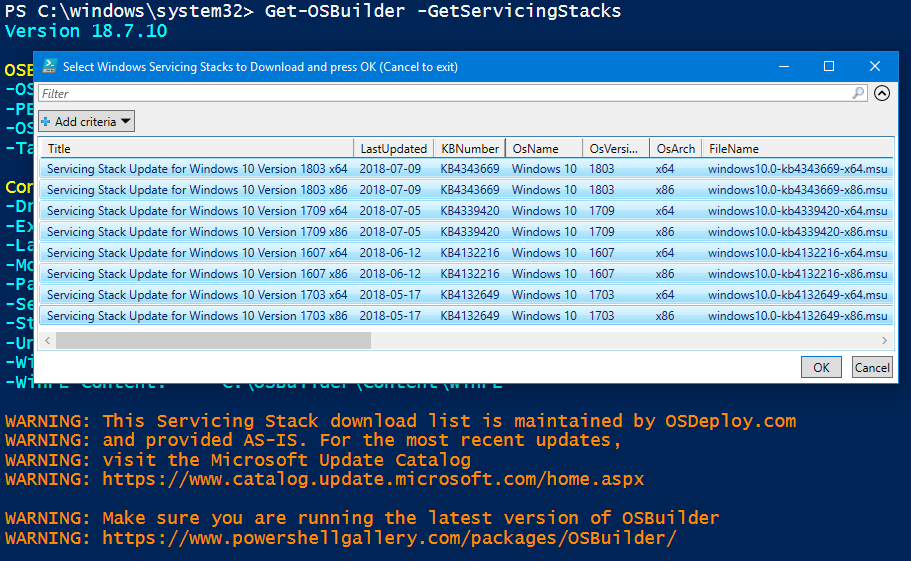 PS C:\windows\system32> Get-OSBuilder -GetServicingStacks
Version 18.7.10
Select Windows Servicing Stacks to Download and press OK (Cancel to exit)
OSB
Filter
-OS
-PE
Add criteria
-OS
-Ta
Title LastUpdated KBNumber OsName OsVersi... OsArch FileName
Servicing Stack Update for Windows 10 Version 1803 x64 2018-07-09 KB4343669 Windows 10 1803 x64 windows10.0-kb4343669-x64.msu
Con
Servicing Stack Update for Windows 10 Version 1803 x86 2018-07-09 KB4343669 Windows 10 1803 x86 windows10.0-kb4343669-x86.msu
-Dr
Servicing Stack Update for Windows 10 Version 1709 x64 2018-07-05 KB4339420 Windows 10 1709 x64 windows10.0-kb4339420-x64.msu
-Ex
Servicing Stack Update for Windows 10 Version 1709 x86 2018-07-05 KB4339420 Windows 10 1709 x86 windows10.0-kb4339420-x86.msu
-La
Servicing Stack Update for Windows 10 Version 1607 x64 2018-06-12 KB4132216 Windows 10 1607 x64 windows10.0-kb4132216-x64.msu
-Mo
Servicing Stack Update for Windows 10 Version 1607 x86 2018-06-12 KB4132216 Windows 10 1607 x86 windows10.0-kb4132216-x86.msu
-Pa
Servicing Stack Update for Windows 10 Version 1703 x64 2018-05-17 KB4132649 Windows 10 1703 x64 windows10.0-kb4132649-x64.msu
-Se
Servicing Stack Update for Windows 10 Version 1703 x86 2018-05-17 KB4132649 Windows 10 1703 x86 windows10.0-kb4132649-x86.msu
-St
-Un
-Wi
OK Cancel
-WinPE Content: C:\OSBuilder\Content\WinPE
WARNING: This Servicing Stack download list is maintained by OSDeploy.com
WARNING: and provided AS-IS. For the most recent updates,
WARNING: visit the Microsoft Update Catalog
WARNING: https://www.catalog.update.microsoft.com/home.aspx
WARNING: Make sure you are running the latest version of OSBuilder
WARNING: https://www.powershellgallery.com/packages/OSBuilder/